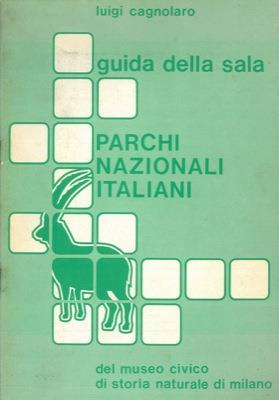 luigi cagnolaro
guida della sala
PARCHI
NAZIONALI
ITALIANI
del museo civico
di storia naturale di milano